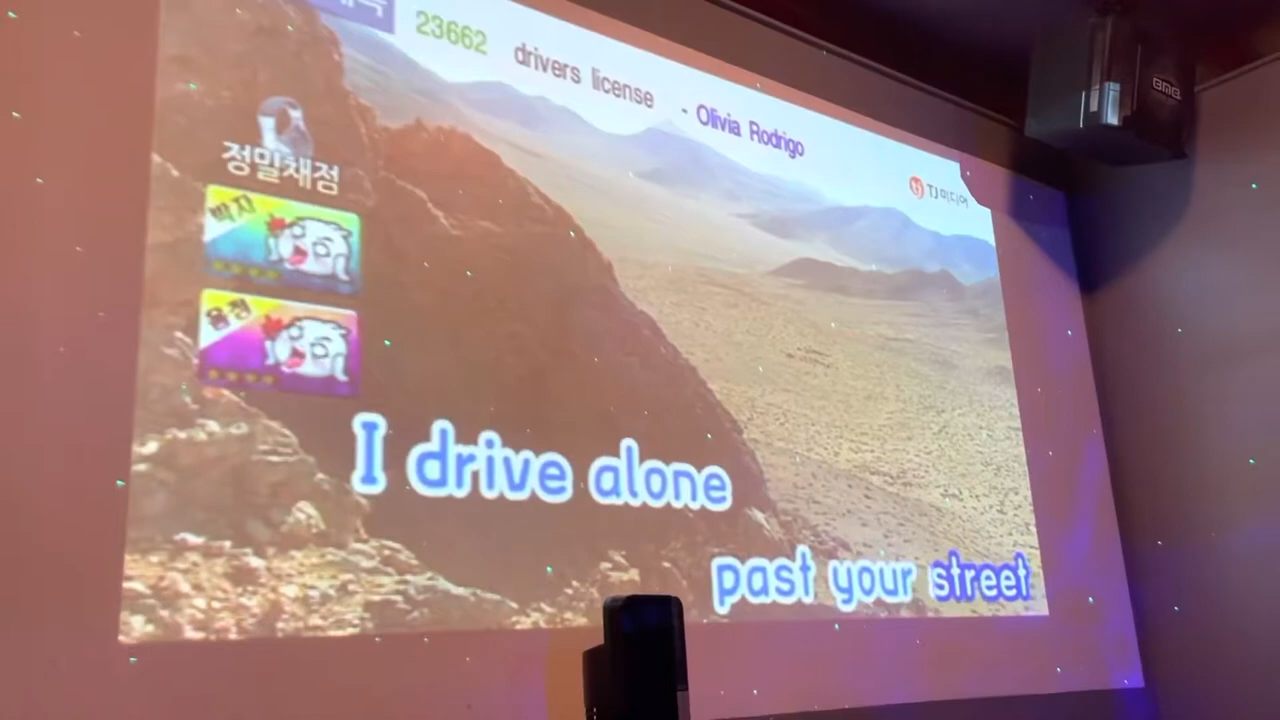 23662 drivers license - Olivia Rodrigo
TJ미디어
정밀채점
박자
음정
I drive alone
past your street
BMB